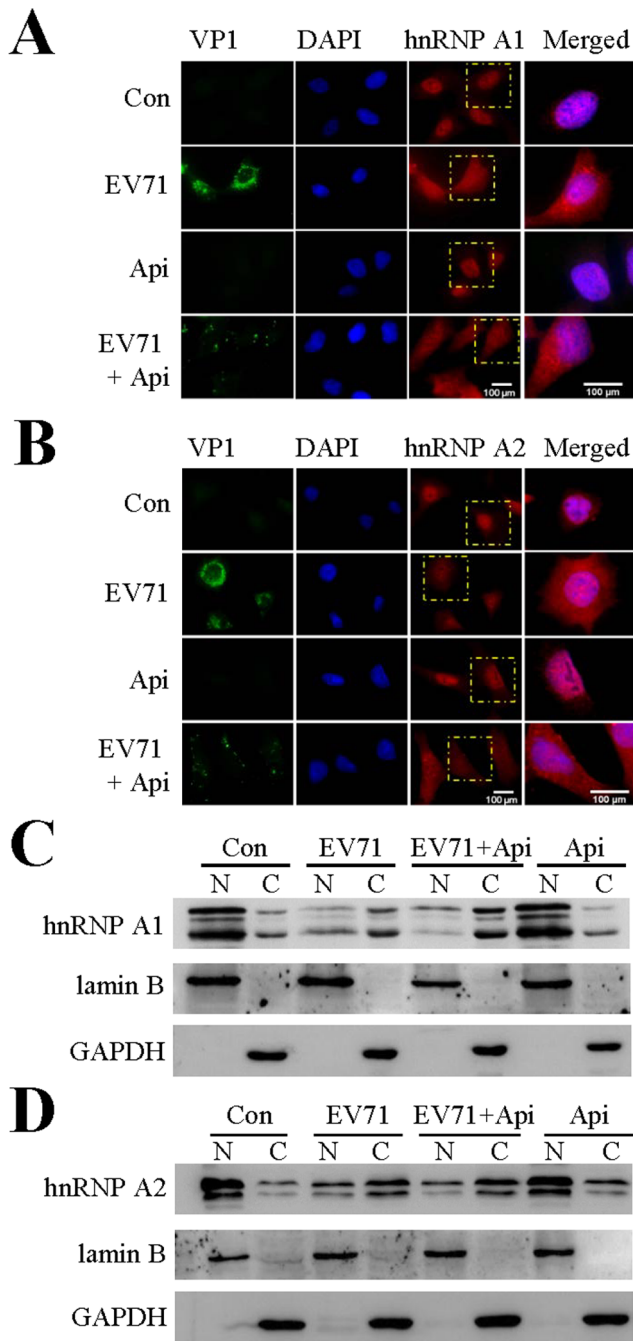 A
VP1 DAPI hnRNP A1 Merged
Con
EV71
Api
EV71
+ Api
100 μm 100 μm
B
VP1 DAPI hnRNP A2 Merged
Con
EV71
Api
EV71
+ Api
100 μm 100 μm
C
Con EV71 EV71+Api Api
N C N C N C N C
hnRNP A1
lamin B
GAPDH
D
Con EV71 EV71+Api Api
N C N C N C N C
hnRNP A2
lamin B
GAPDH